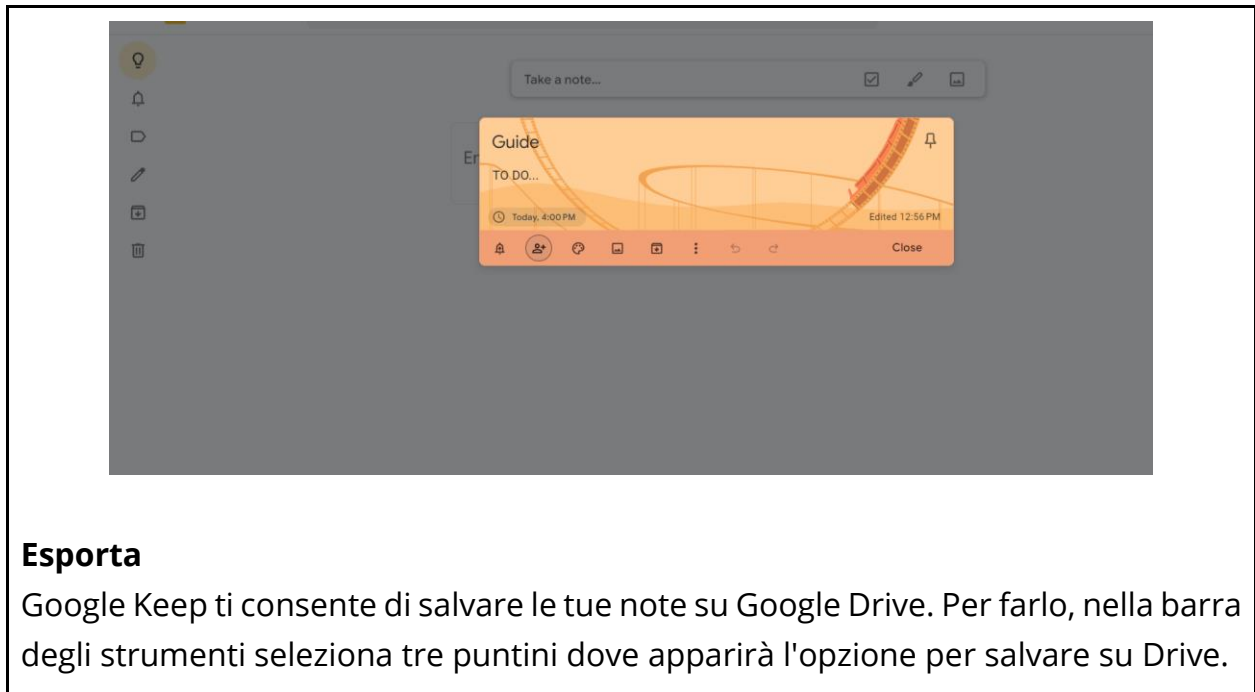 Take a note...
Guide
Er
TO DO...
Today, 4:00 PM
Edited 12:56 PM
Close
Esporta
Google Keep ti consente di salvare le tue note su Google Drive. Per farlo, nella barra
degli strumenti seleziona tre puntini dove apparirà l'opzione per salvare su Drive.